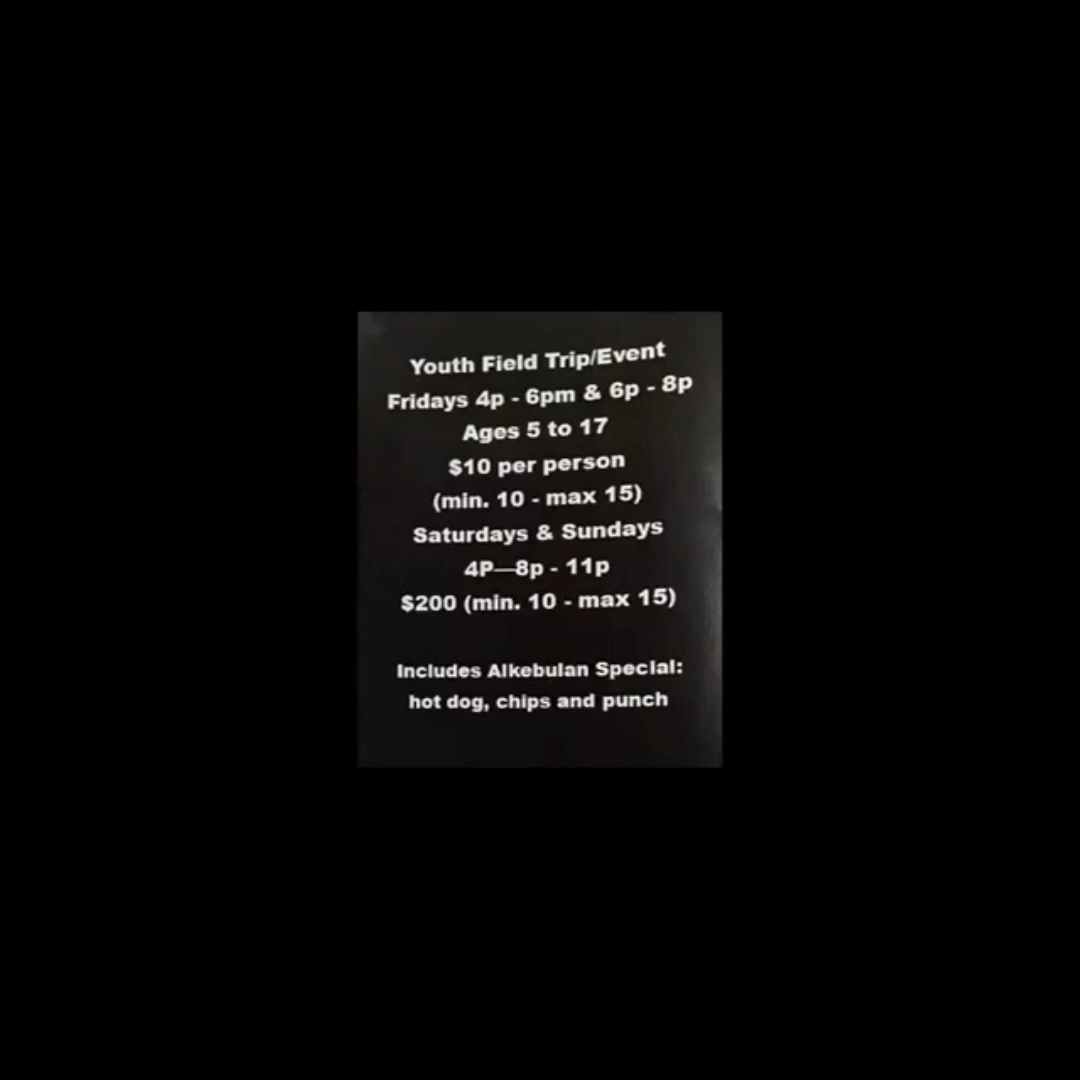 Youth Field Trip/Event
Fridays 4p - 6pm & 6p - 8p
Ages 5 to 17
$10 per person
(min. 10 - max 15)
Saturdays & Sundays
4P—8p - 11p
$200 (min. 10 - max 15)
Includes Alkebulan Special:
hot dog, chips and punch